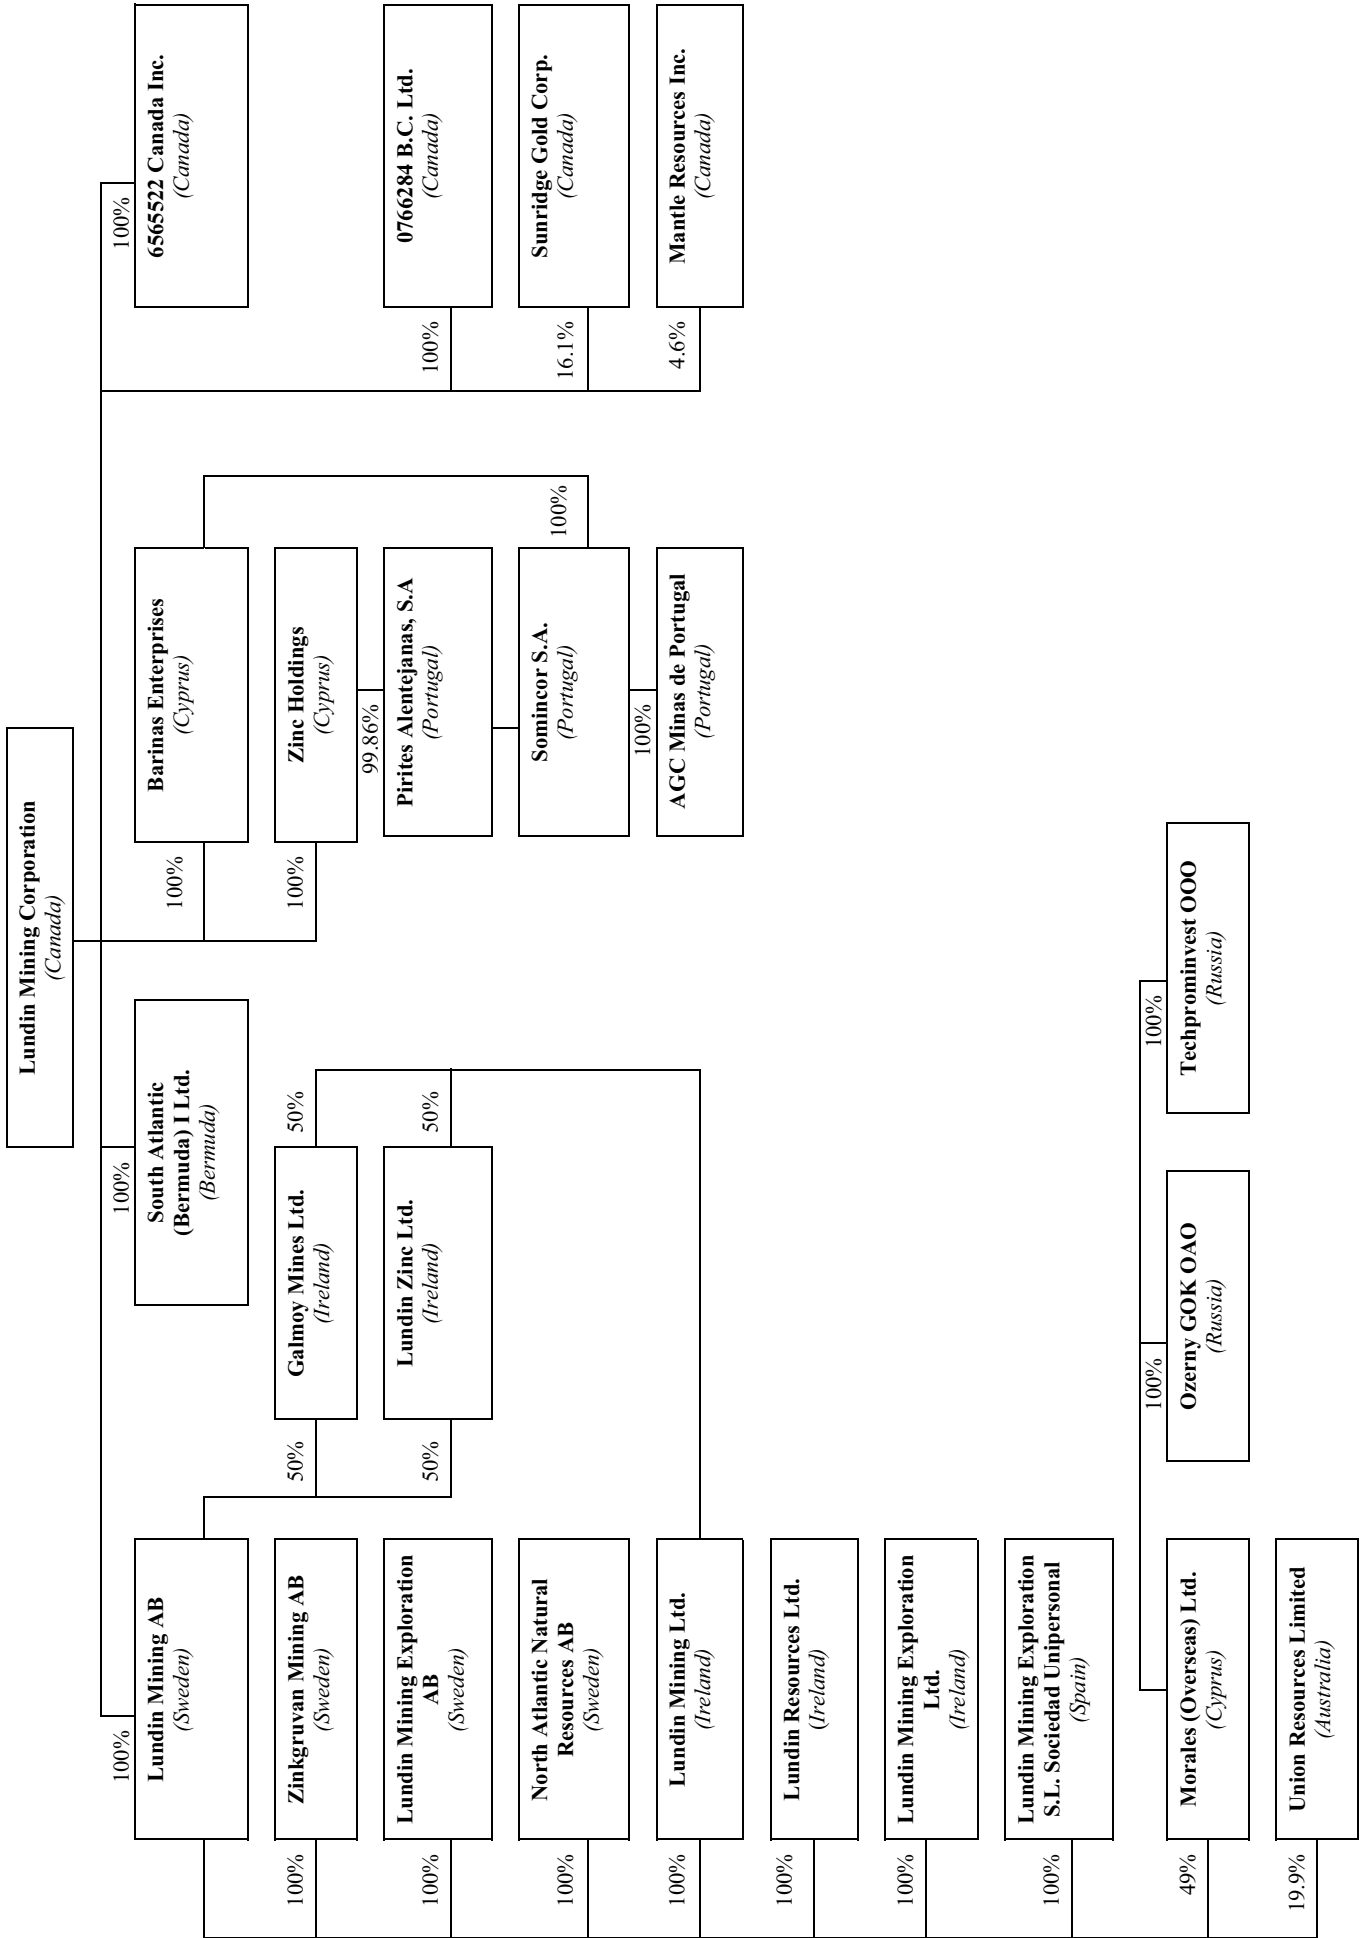 Lundin Mining Corporation
(Canada)
100%
Lundin Mining AB
(Sweden)
100%
South Atlantic
(Bermuda) I Ltd.
(Bermuda)
100%
Barinas Enterprises
(Cyprus)
100%
6565522 Canada Inc.
(Canada)
100%
Zinkgruvan Mining AB
(Sweden)
50%
Galmoy Mines Ltd.
(Ireland)
50%
100%
Zinc Holdings
(Cyprus)
99.86%
100%
Lundin Mining Exploration
AB
(Sweden)
50%
Lundin Zinc Ltd.
(Ireland)
50%
Pirites Alentejanas, S.A
(Portugal)
100%
0766284 B.C. Ltd.
(Canada)
100%
North Atlantic Natural
Resources AB
(Sweden)
Somincor S.A.
(Portugal)
100%
16.1%
Sunridge Gold Corp.
(Canada)
100%
100%
Lundin Mining Ltd.
(Ireland)
AGC Minas de Portugal
(Portugal)
4.6%
Mantle Resources Inc.
(Canada)
100%
Lundin Resources Ltd.
(Ireland)
100%
Lundin Mining Exploration
Ltd.
(Ireland)
100%
Lundin Mining Exploration
S.L. Sociedad Unipersonal
(Spain)
49%
Morales (Overseas) Ltd.
(Cyprus)
100%
Ozerny GOK OAO
(Russia)
100%
Techprominvest OOO
(Russia)
19.9%
Union Resources Limited
(Australia)